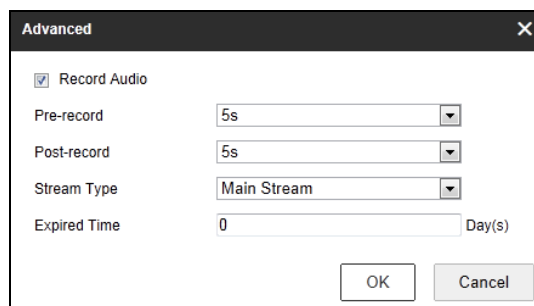 Advanced
Record Audio
Pre-record 5s
Post-record 5s
Stream Type Main Stream
Expired Time 0 Day(s)
OK Cancel